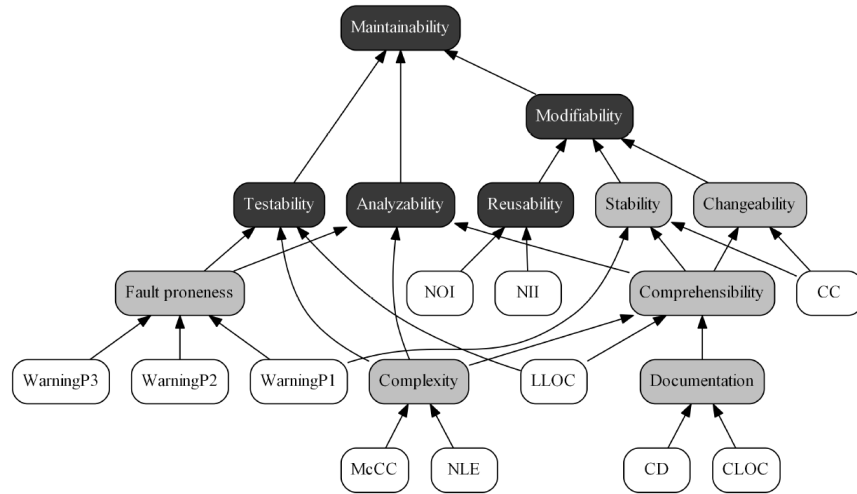 Maintainability
Modifiability
Testability
Analyzability
Reusability
Stability
Changeability
Fault proneness
NOI
NII
Comprehensibility
CC
WarningP3
WarningP2
WarningP1
Complexity
LLOC
Documentation
McCC
NLE
CD
CLOC